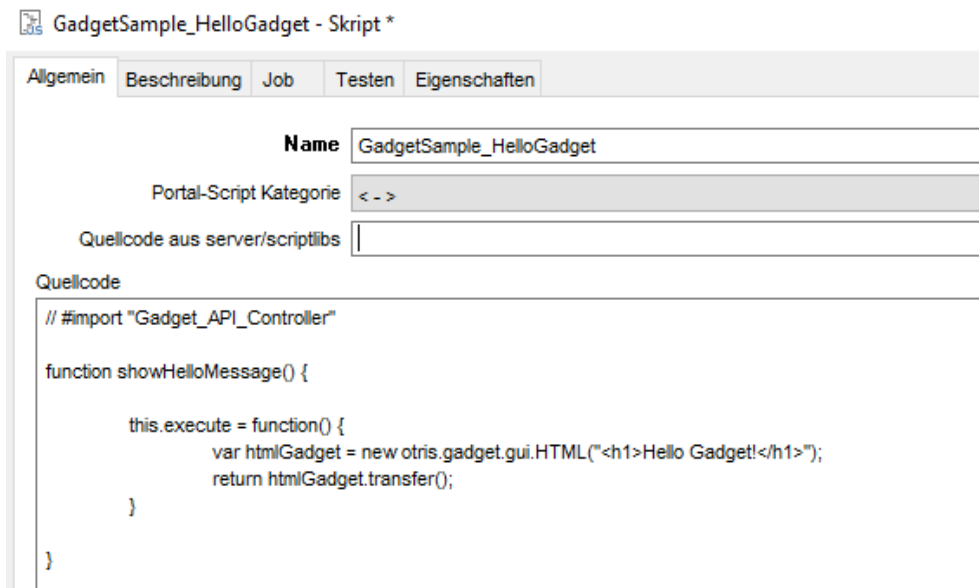 GadgetSample_HelloGadget - Skript *
Allgemein Beschreibung Job Testen Eigenschaften
Name GadgetSample_HelloGadget
Portal-Script Kategorie < - >
Quellcode aus server/scriptlibs
Quellcode
// #import "Gadget_API_Controller"
function showHelloMessage() {
this.execute = function() {
var htmlGadget = new otris.gadget.gui.HTML("<h1>Hello Gadget!</h1>");
return htmlGadget.transfer();
}
}